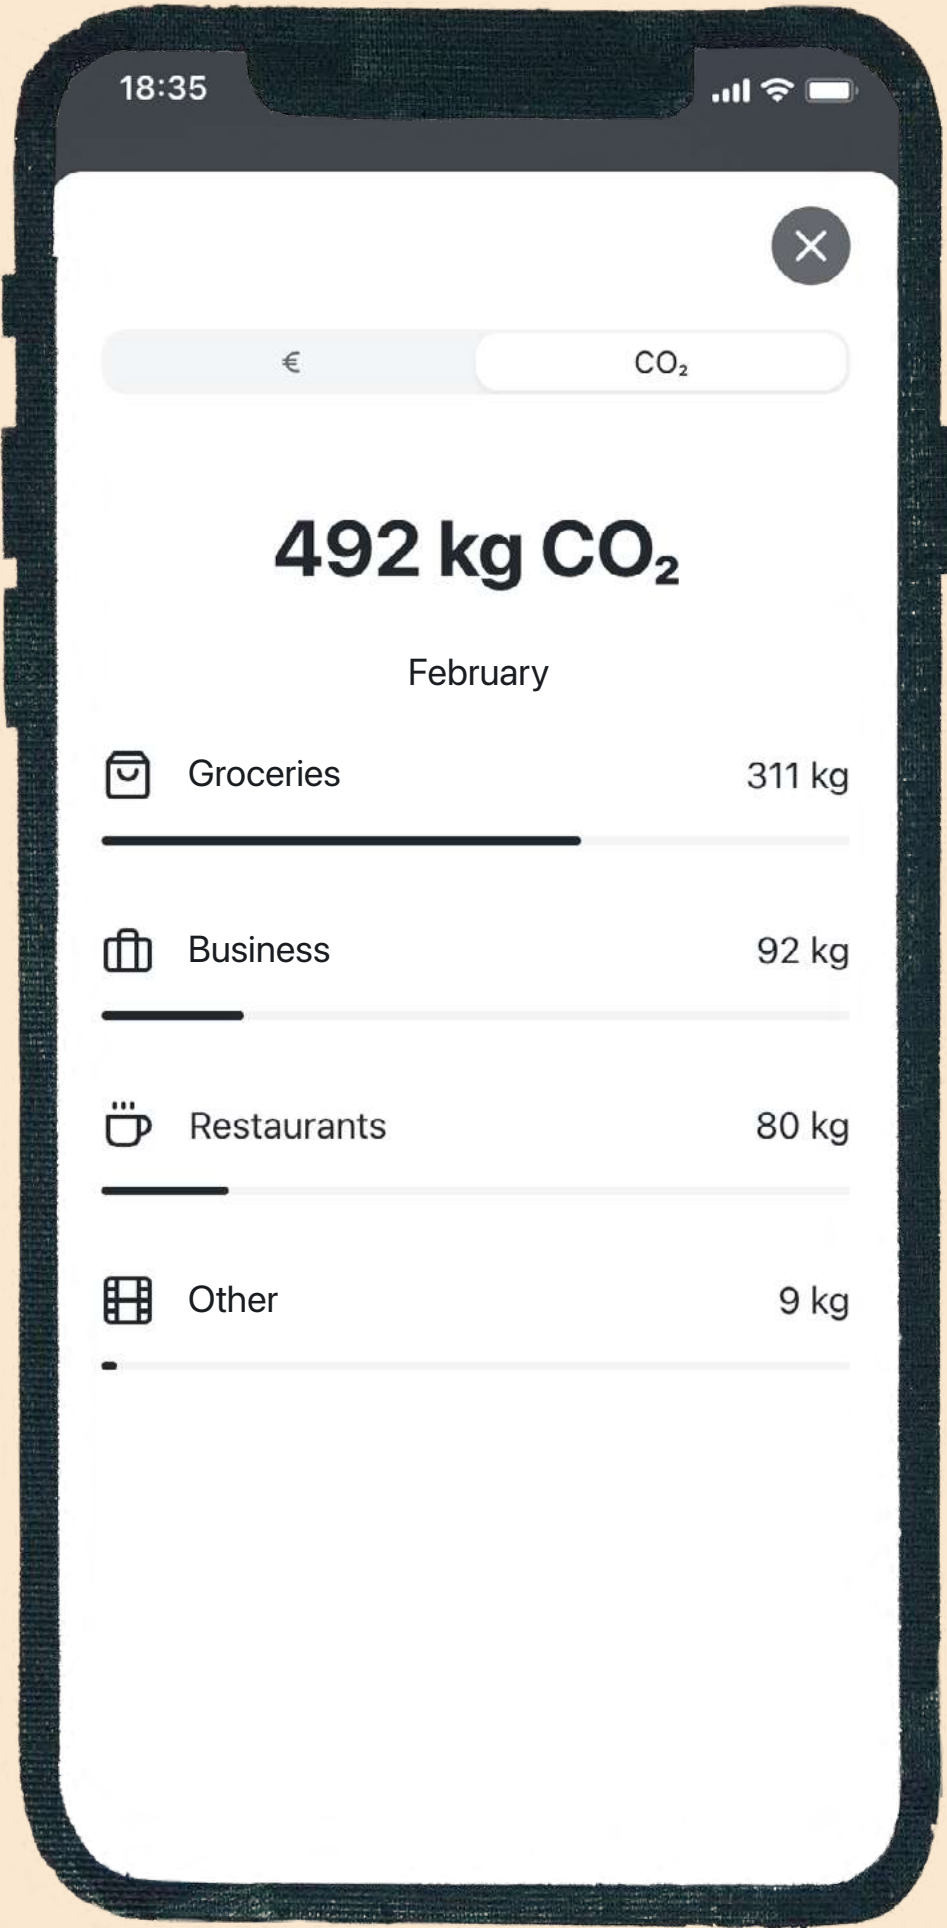 18:35
€ CO₂
492 kg CO₂
February
Groceries 311 kg
Business 92 kg
Restaurants 80 kg
Other 9 kg